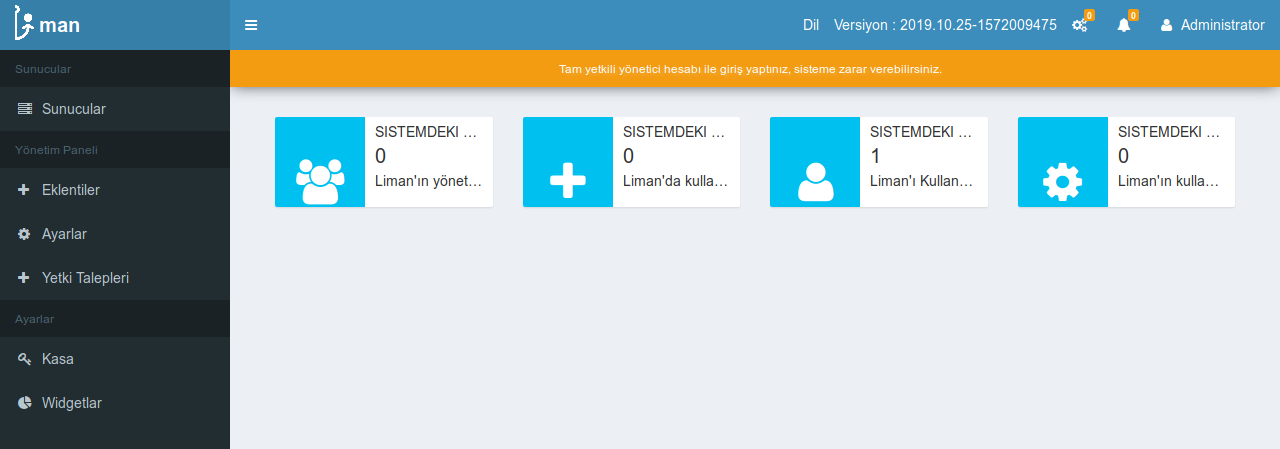 man
Dil Versiyon : 2019.10.25-1572009475 0 0 Administrator
Tam yetkili yönetici hesabı ile giriş yaptınız, sisteme zarar verebilirsiniz.
Sunucular
Sunucular
Yönetim Paneli
Eklentiler
Ayarlar
Yetki Talepleri
Ayarlar
Kasa
Widgetlar
SISTEMDEKI ...
0
Liman'ın yönet...
SISTEMDEKI ...
0
Liman'da kulla...
SISTEMDEKI ...
1
Liman'ı Kullan...
SISTEMDEKI ...
0
Liman'ın kulla...